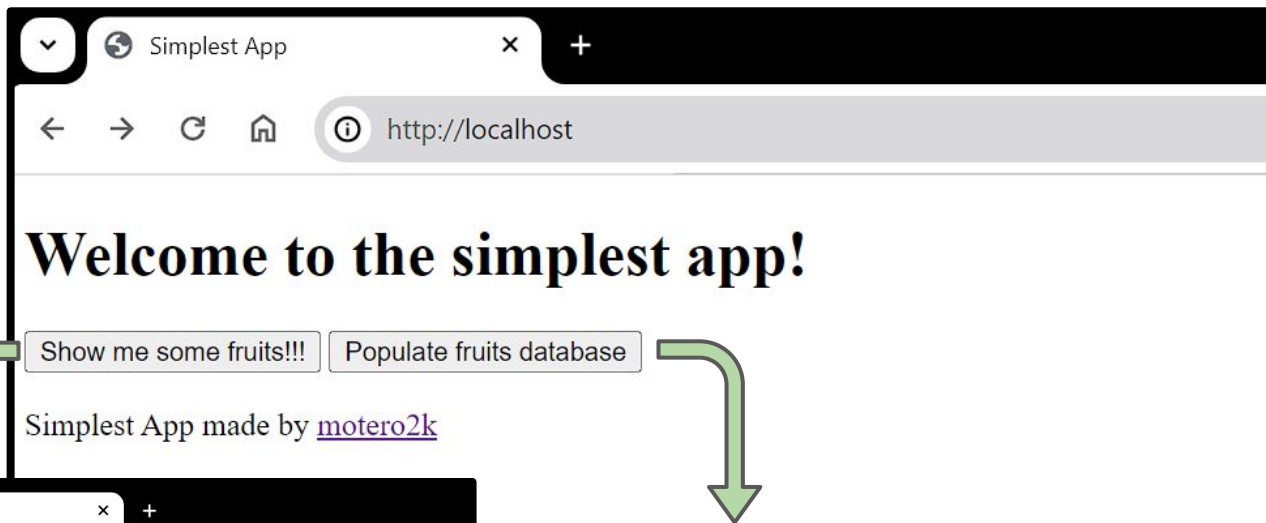 Simplest App
http://localhost
Welcome to the simplest app!
Show me some fruits!!! Populate fruits database
Simplest App made by motero2k